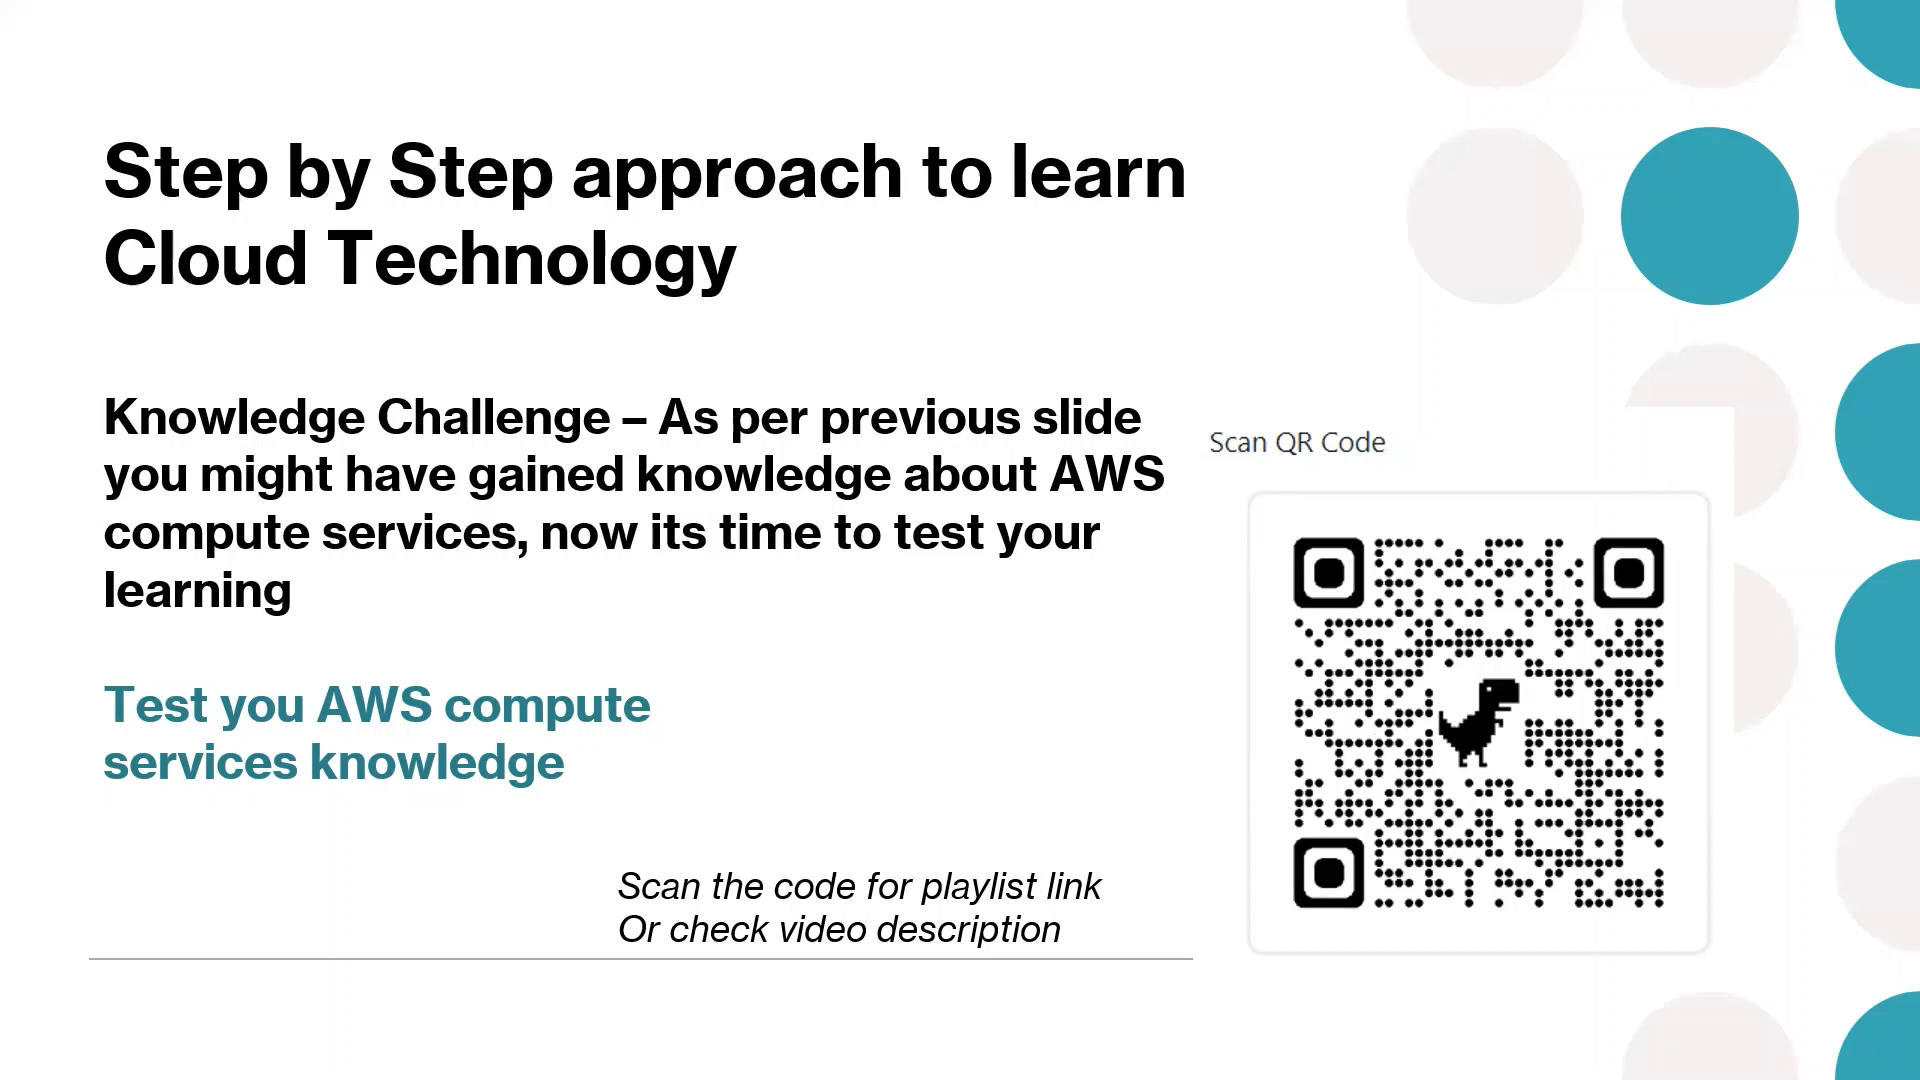 Step by Step approach to learn
Cloud Technology
Knowledge Challenge – As per previous slide
you might have gained knowledge about AWS
compute services, now its time to test your
learning
Test you AWS compute
services knowledge
Scan QR Code
Scan the code for playlist link
Or check video description